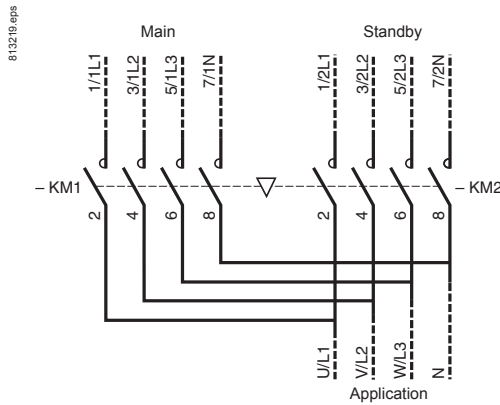 813219.eps
Main
Standby
1/1L1
3/1L2
5/1L3
7/1N
1/2L1
3/2L2
5/2L3
7/2N
– KM1
– KM2
2
4
6
8
2
4
6
8
U/L1
V/L2
W/L3
N
Application